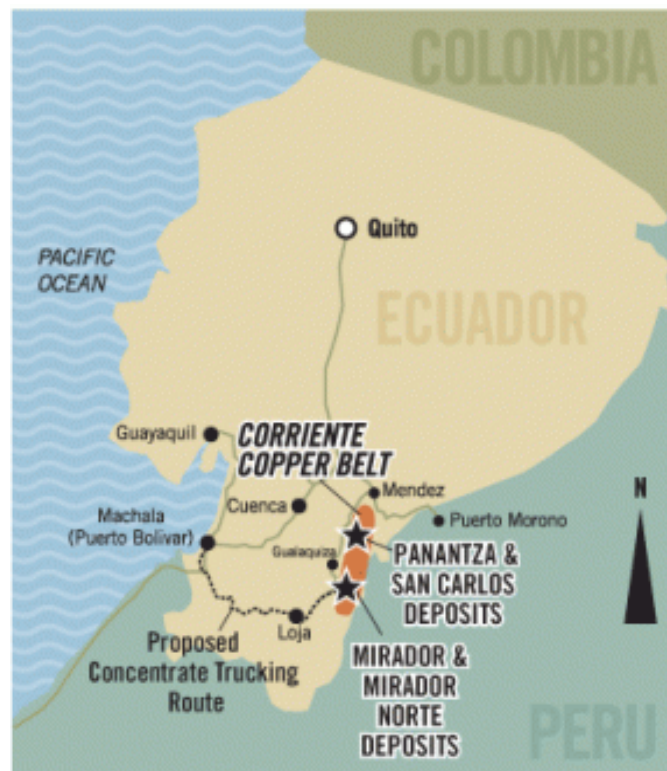 COLOMBIA
Quito
PACIFIC
OCEAN
ECUADOR
Guayaquil
CORRIENTE
COPPER BELT
Mendez
Cuenca
Machala
(Puerto Bolivar)
Puerto Morono
N
Gualaquiza
PANANTZA &
SAN CARLOS
DEPOSITS
Loja
Proposed
Concentrate Trucking
Route
MIRADOR &
MIRADOR
NORTE
DEPOSITS
PERU